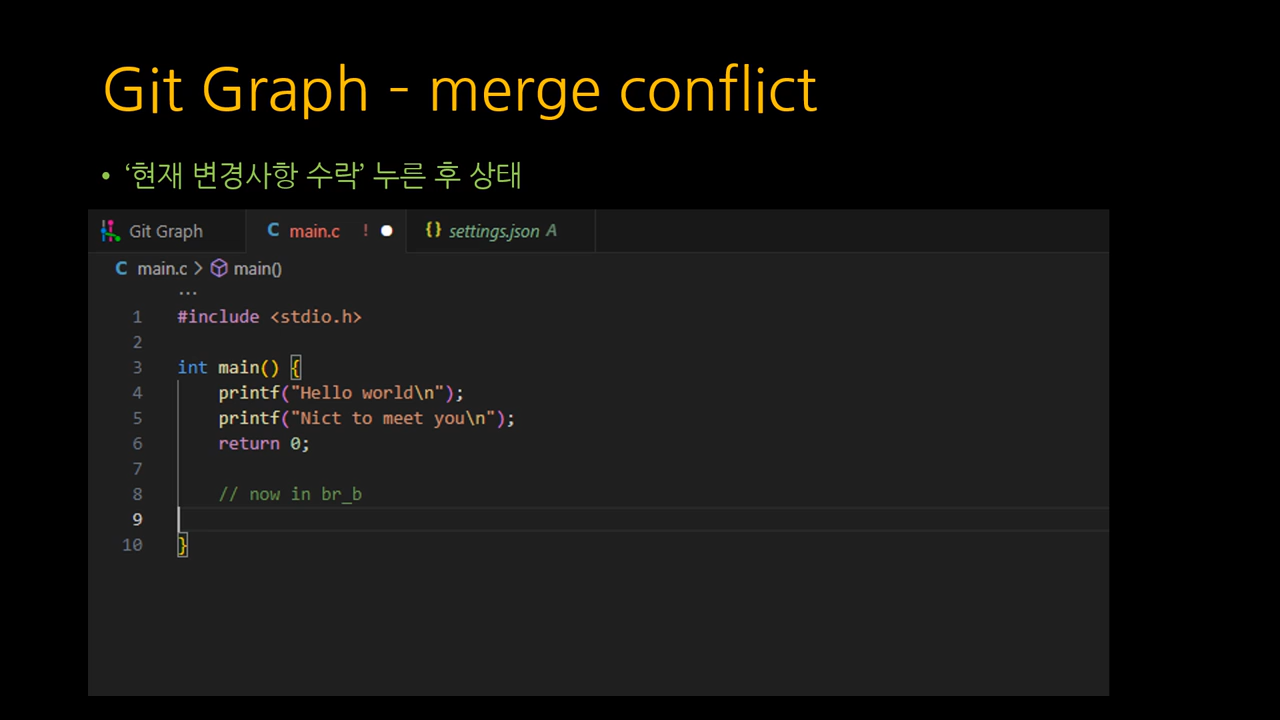 Git Graph - merge conflict
• ‘현재 변경사항 수락’ 누른 후 상태
Git Graph C main.c ! ● {} settings.json A
C main.c > main()
...
1 #include <stdio.h>
2
3 int main() {
4     printf("Hello world\n");
5     printf("Nict to meet you\n");
6     return 0;
7
8     // now in br_b
9
10 }